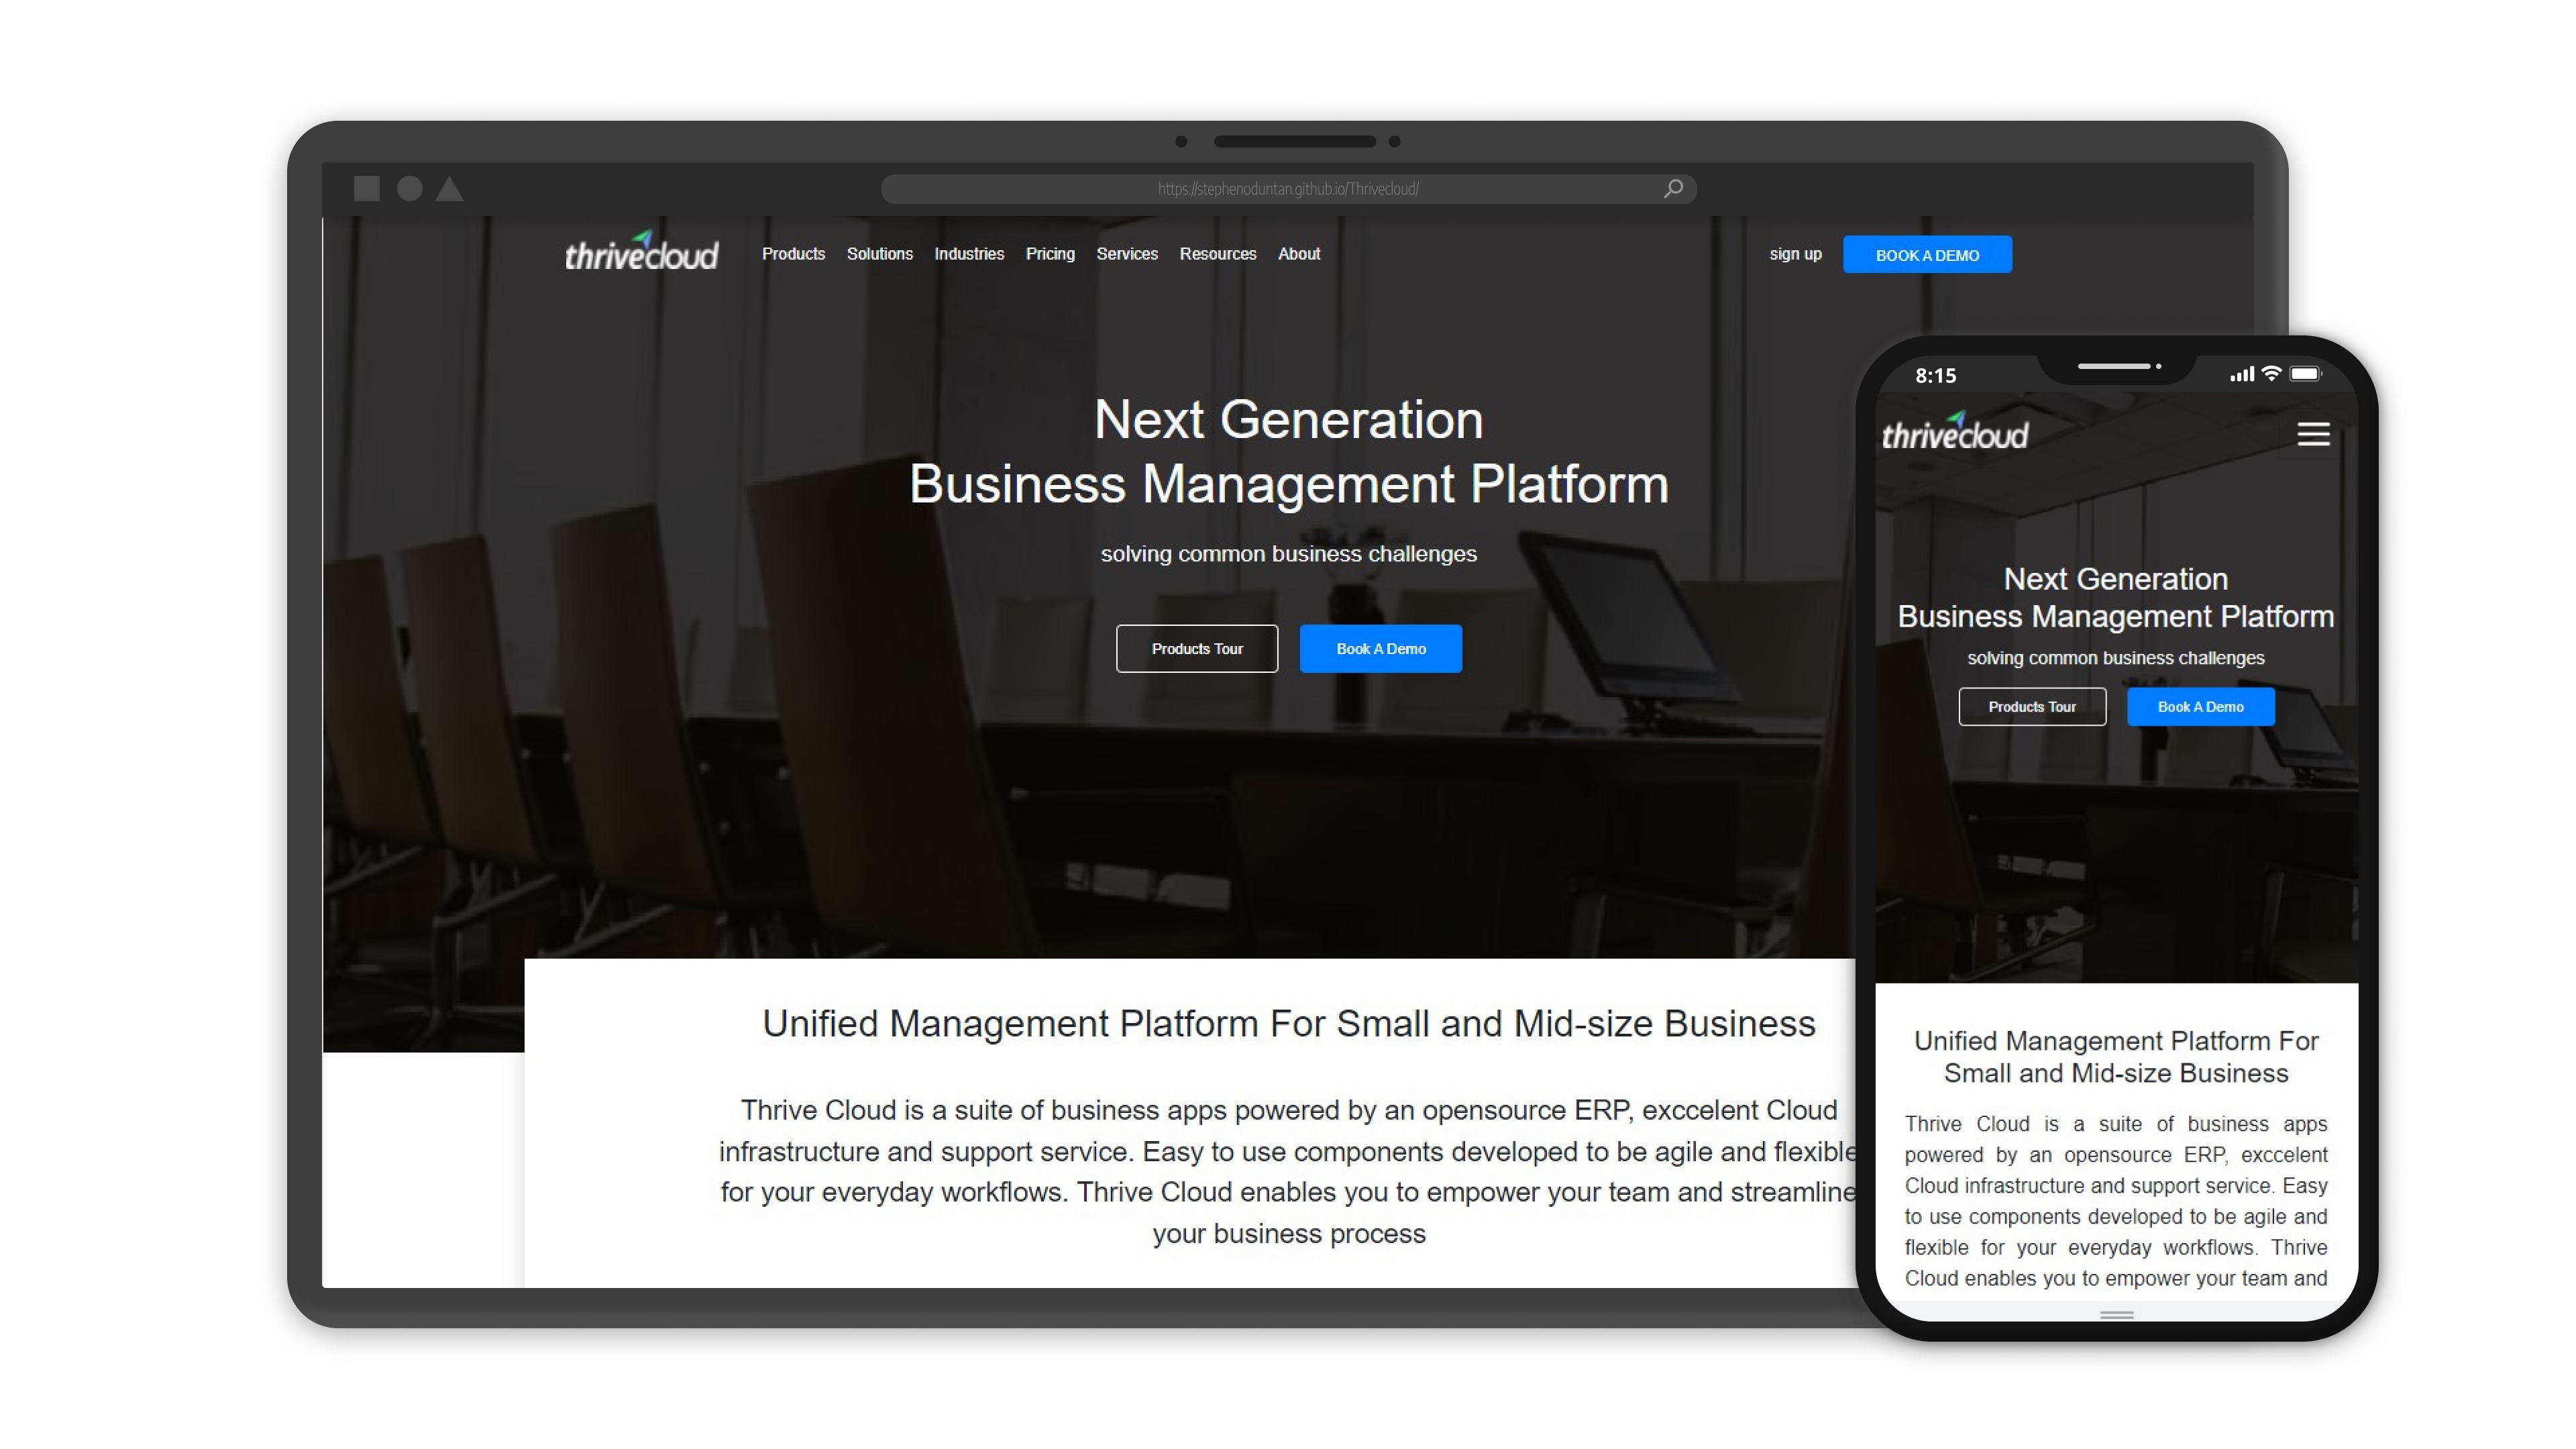 https://stephenoduntan.github.io/Thrivecloud/
thrivecloud
Products Solutions Industries Pricing Services Resources About
sign up BOOK A DEMO
Next Generation
Business Management Platform
solving common business challenges
Products Tour Book A Demo
Unified Management Platform For Small and Mid-size Business
Thrive Cloud is a suite of business apps powered by an opensource ERP, exccelent Cloud
infrastructure and support service. Easy to use components developed to be agile and flexible
for your everyday workflows. Thrive Cloud enables you to empower your team and streamline
your business process
8:15
thrivecloud
Next Generation
Business Management Platform
solving common business challenges
Products Tour Book A Demo
Unified Management Platform For
Small and Mid-size Business
Thrive Cloud is a suite of business apps
powered by an opensource ERP, exccelent
Cloud infrastructure and support service. Easy
to use components developed to be agile and
flexible for your everyday workflows. Thrive
Cloud enables you to empower your team and